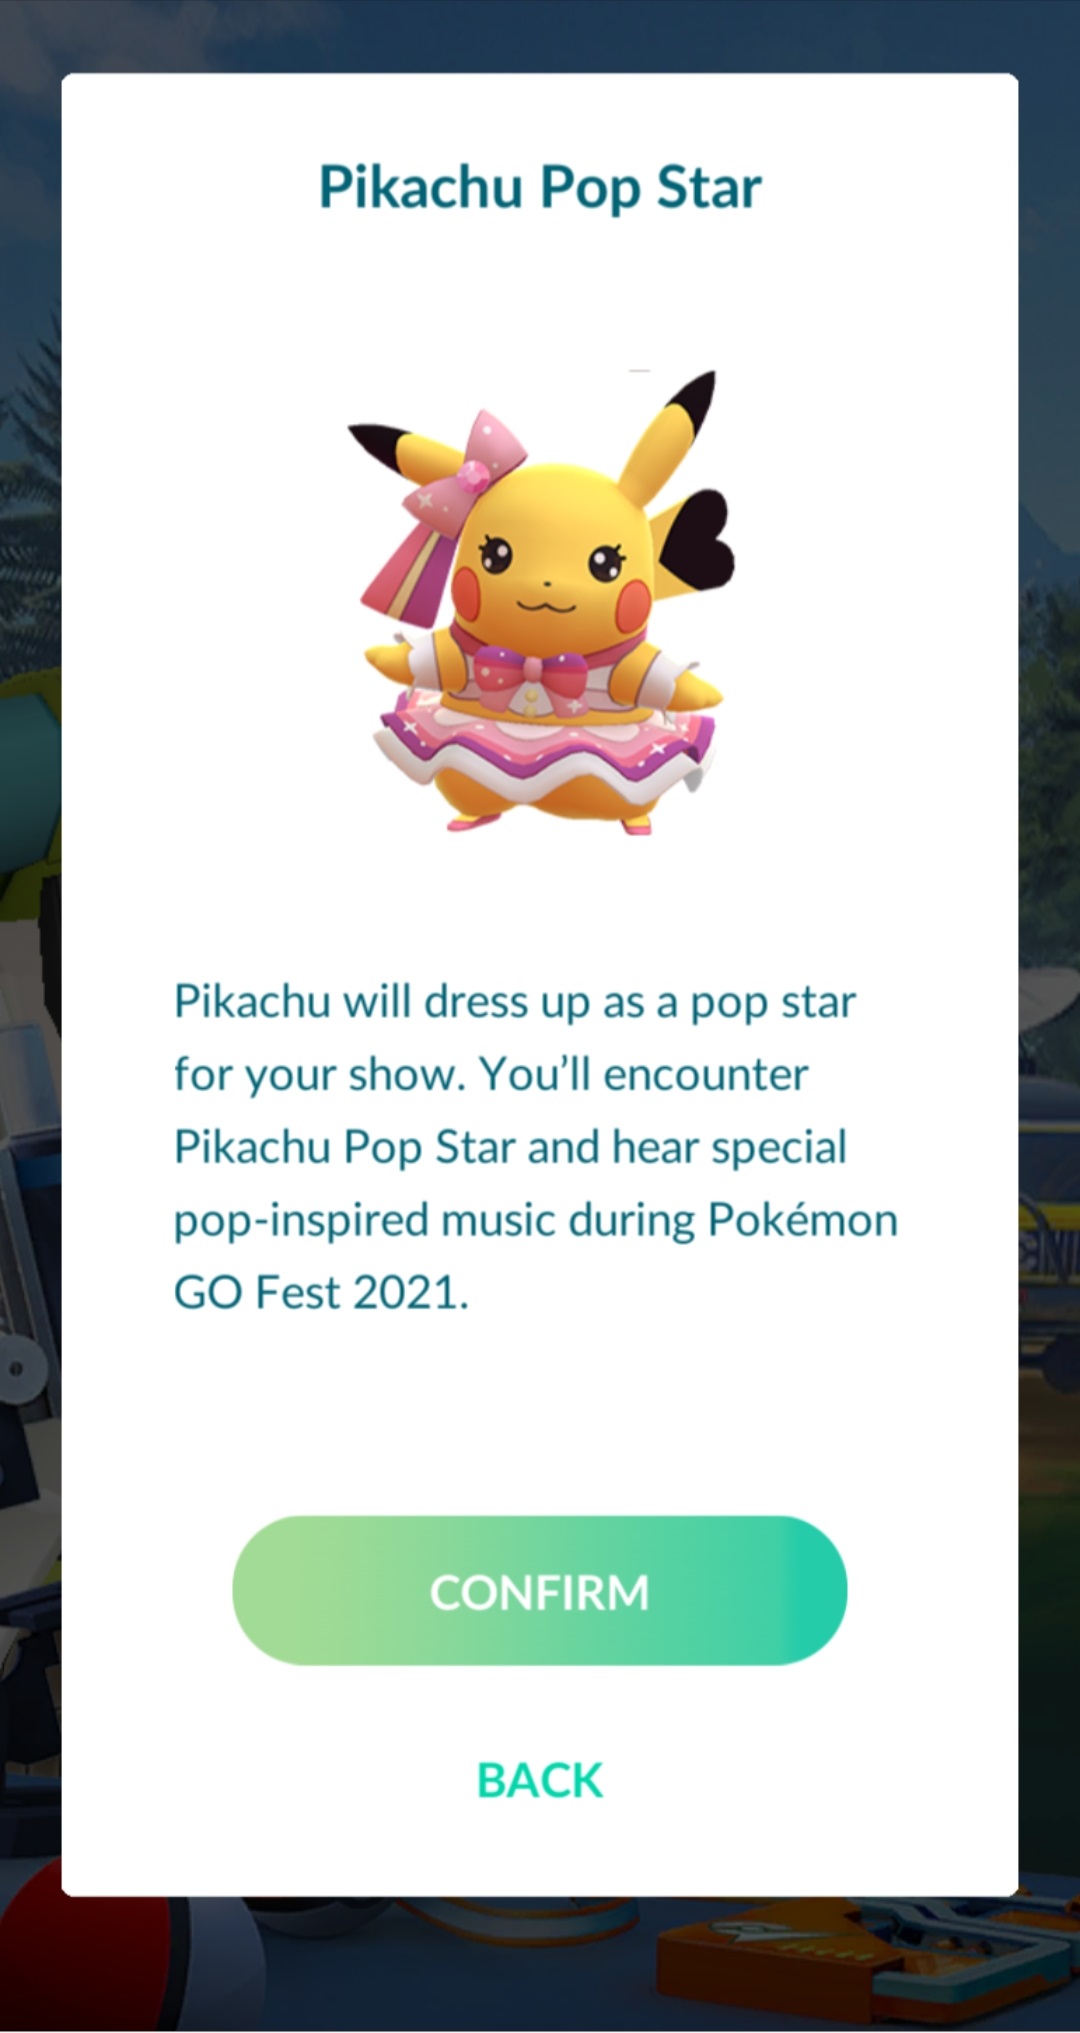 Pikachu Pop Star
Pikachu will dress up as a pop star
for your show. You’ll encounter
Pikachu Pop Star and hear special
pop-inspired music during Pokémon
GO Fest 2021.
CONFIRM
BACK